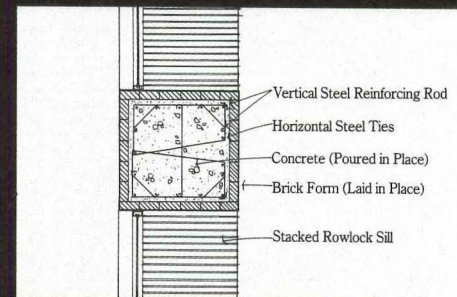 Vertical Steel Reinforcing Rod
Horizontal Steel Ties
Concrete (Poured in Place)
Brick Form (Laid in Place)
Stacked Rowlock Sill